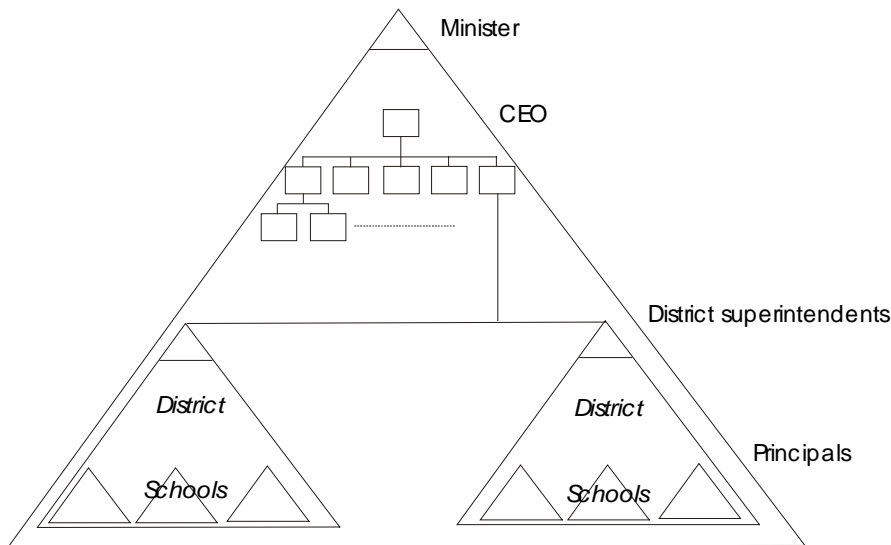 Minister
CEO
District superintendents
District
District
Principals
Schools
Schools